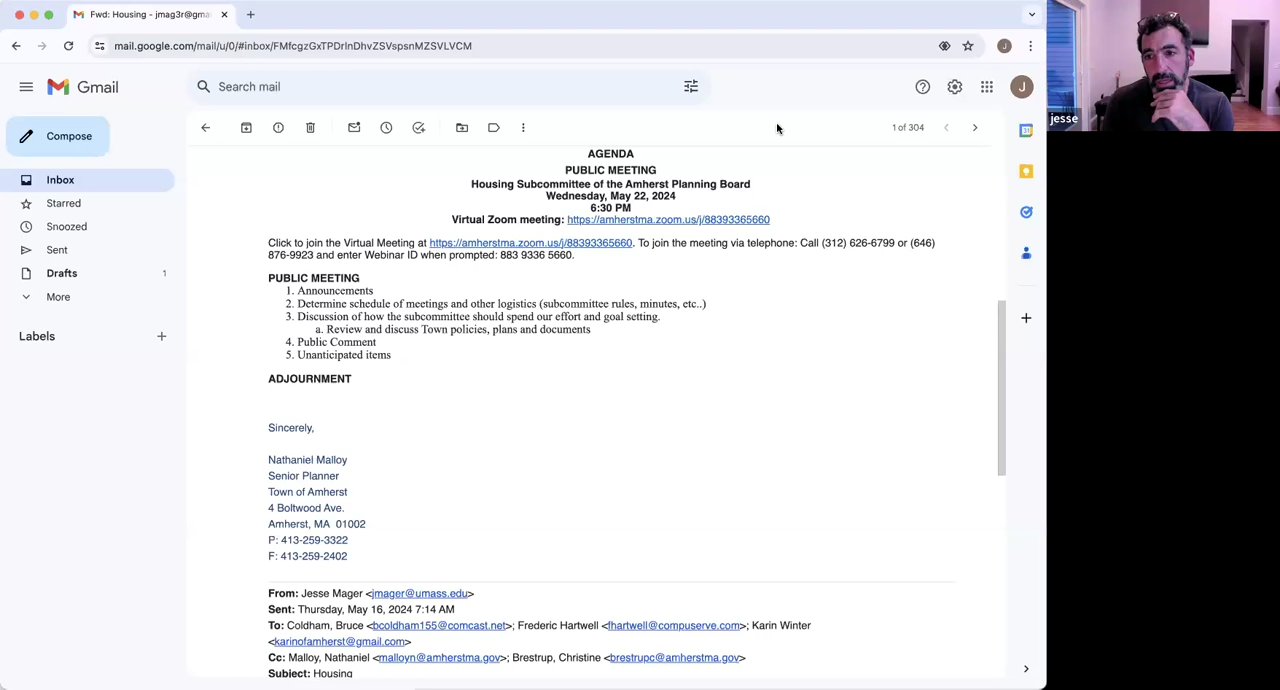 Fwd: Housing - jmag3r@gma
mail.google.com/mail/u/0/#inbox/FMfcgzGxTPDrlnDhvZSVspsnMZSVLVCM
J
Gmail
Search mail
J
jesse
Compose
1 of 304
31
Inbox
Starred
Snoozed
Sent
Drafts 1
More
Labels
AGENDA
PUBLIC MEETING
Housing Subcommittee of the Amherst Planning Board
Wednesday, May 22, 2024
6:30 PM
Virtual Zoom meeting: https://amherstma.zoom.us/j/88393365660
Click to join the Virtual Meeting at https://amherstma.zoom.us/j/88393365660. To join the meeting via telephone: Call (312) 626-6799 or (646)
876-9923 and enter Webinar ID when prompted: 883 9336 5660.
PUBLIC MEETING
1. Announcements
2. Determine schedule of meetings and other logistics (subcommittee rules, minutes, etc..)
3. Discussion of how the subcommittee should spend our effort and goal setting.
a. Review and discuss Town policies, plans and documents
4. Public Comment
5. Unanticipated items
ADJOURNMENT
Sincerely,
Nathaniel Malloy
Senior Planner
Town of Amherst
4 Boltwood Ave.
Amherst, MA 01002
P: 413-259-3322
F: 413-259-2402
From: Jesse Mager <jmager@umass.edu>
Sent: Thursday, May 16, 2024 7:14 AM
To: Coldham, Bruce <bcoldham155@comcast.net>; Frederic Hartwell <fhartwell@compuserve.com>; Karin Winter
<karinofamherst@gmail.com>
Cc: Malloy, Nathaniel <malloyn@amherstma.gov>; Brestrup, Christine <brestrupc@amherstma.gov>
Subject: Housing